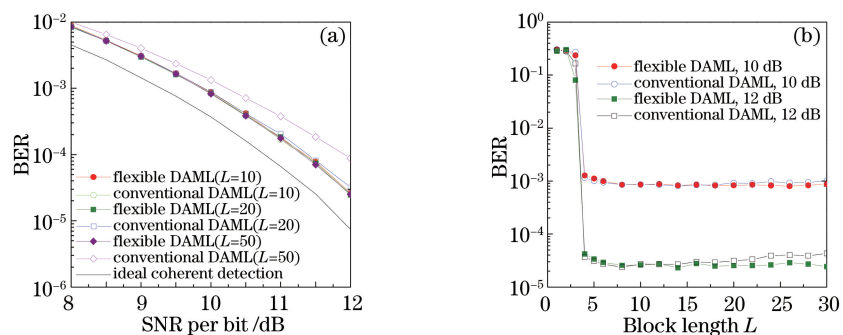 (a)
10⁻²
10⁻³
10⁻⁴
10⁻⁵
10⁻⁶
BER
flexible DAML(L=10)
conventional DAML(L=10)
flexible DAML(L=20)
conventional DAML(L=20)
flexible DAML(L=50)
conventional DAML(L=50)
ideal coherent detection
8 9 10 11 12
SNR per bit /dB
(b)
10⁰
10⁻¹
10⁻²
10⁻³
10⁻⁴
10⁻⁵
BER
flexible DAML, 10 dB
conventional DAML, 10 dB
flexible DAML, 12 dB
conventional DAML, 12 dB
0 5 10 15 20 25 30
Block length L